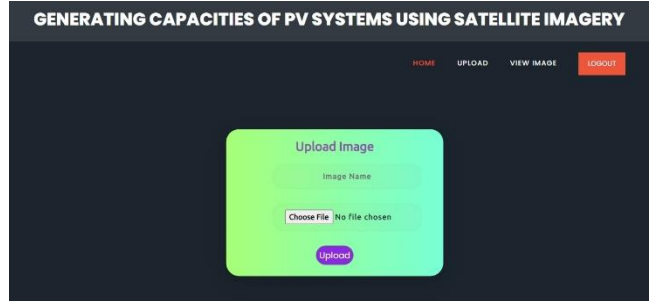 GENERATING CAPACITIES OF PV SYSTEMS USING SATELLITE IMAGERY
HOME UPLOAD VIEW IMAGE LOGOUT
Upload Image
Image Name
Choose File No file chosen
Upload